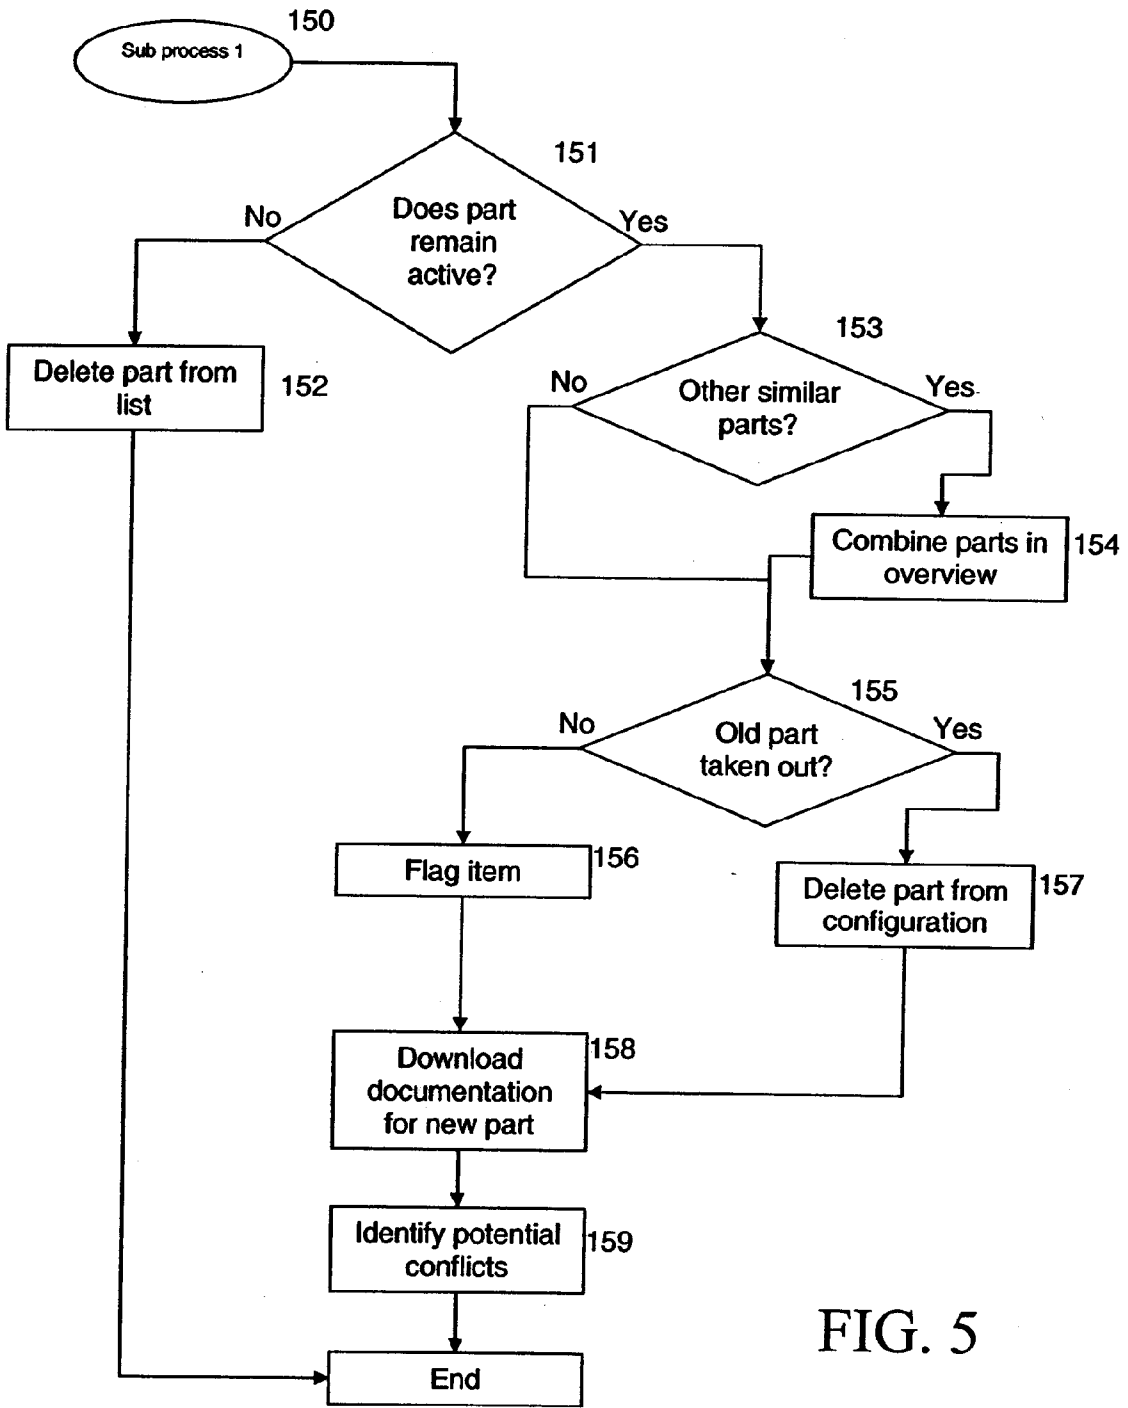 150
Sub process 1
151
Does part
remain
active?
No
Yes
153
Other similar
parts?
No
Yes
Delete part from
list
152
Combine parts in
overview
154
155
Old part
taken out?
No
Yes
Flag item
156
Delete part from
configuration
157
Download
documentation
for new part
158
Identify potential
conflicts
159
End
FIG. 5